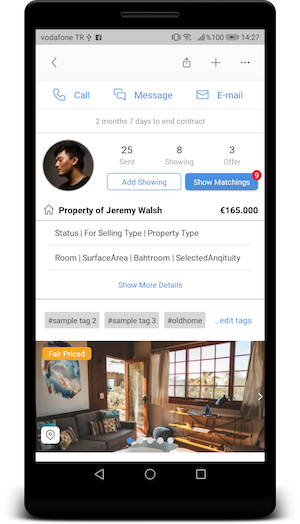 vodafone TR %100 14:27
Call Message E-mail
2 months 7 days to end contract
25 8 3
Sent Showing Offer
Add Showing Show Matchings 9
Property of Jeremy Walsh €165.000
Status | For Selling Type | Property Type
Room | SurfaceArea | Bahtroom | SelectedAnqituity
Show More Details
#sample tag 2 #sample tag 3 #oldhome ...edit tags
Fair Priced